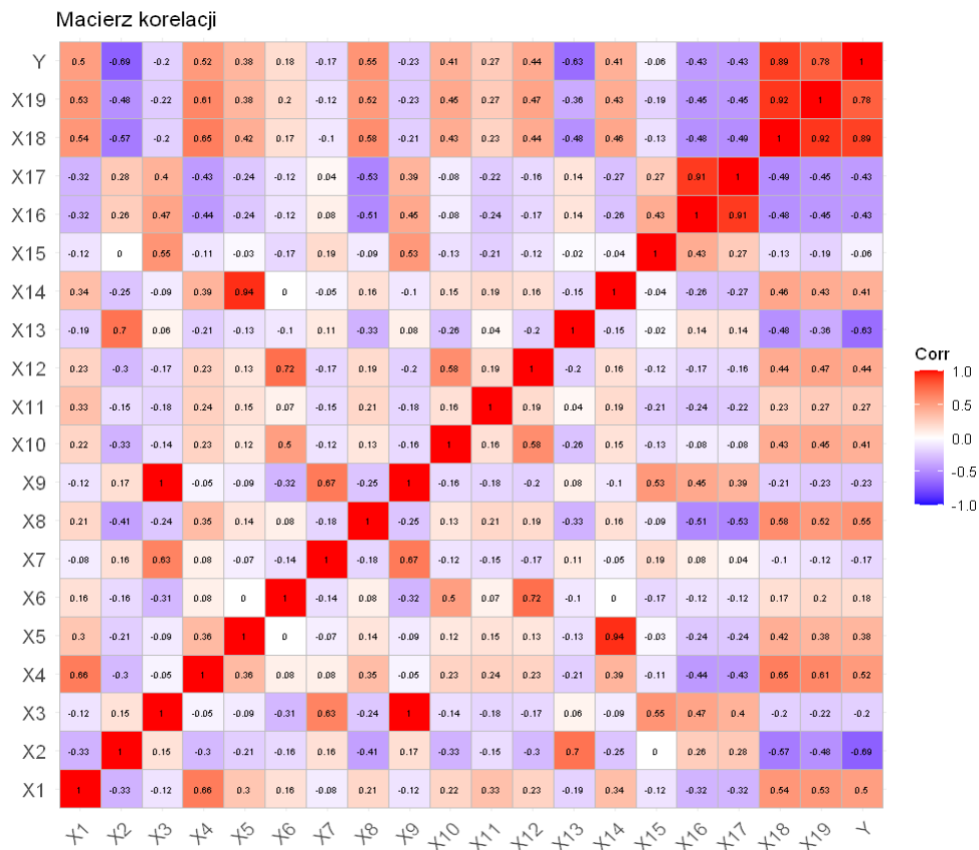 Macierz korelacji
Y 0.5 -0.69 -0.2 0.52 0.38 0.18 -0.17 0.55 -0.23 0.41 0.27 0.44 -0.63 0.41 -0.06 -0.43 -0.43 0.89 0.78 1
X19 0.53 -0.48 -0.22 0.61 0.38 0.2 -0.12 0.52 -0.23 0.45 0.27 0.47 -0.36 0.43 -0.19 -0.45 -0.45 0.92 1 0.78
X18 0.54 -0.57 -0.2 0.65 0.42 0.17 -0.1 0.58 -0.21 0.43 0.23 0.44 -0.48 0.46 -0.13 -0.48 -0.49 1 0.92 0.89
X17 -0.32 0.28 0.4 -0.43 -0.24 -0.12 0.04 -0.53 0.39 -0.08 -0.22 -0.16 0.14 -0.27 0.27 0.91 1 -0.49 -0.45 -0.43
X16 -0.32 0.26 0.47 -0.44 -0.24 -0.12 0.08 -0.51 0.45 -0.08 -0.24 -0.17 0.14 -0.26 0.43 1 0.91 -0.48 -0.45 -0.43
X15 -0.12 0 0.55 -0.11 -0.03 -0.17 0.19 -0.09 0.53 -0.13 -0.21 -0.12 -0.02 -0.04 1 0.43 0.27 -0.13 -0.19 -0.06
X14 0.34 -0.25 -0.09 0.39 0.94 0 -0.05 0.16 -0.1 0.15 0.19 0.16 -0.15 1 -0.04 -0.26 -0.27 0.46 0.43 0.41
X13 -0.19 0.7 0.06 -0.21 -0.13 -0.1 0.11 -0.33 0.08 -0.26 0.04 -0.2 1 -0.15 -0.02 0.14 0.14 -0.48 -0.36 -0.63
X12 0.23 -0.3 -0.17 0.23 0.13 0.72 -0.17 0.19 -0.2 0.58 0.19 1 -0.2 0.16 -0.12 -0.17 -0.16 0.44 0.47 0.44
X11 0.33 -0.15 -0.18 0.24 0.15 0.07 -0.15 0.21 -0.18 0.16 1 0.19 0.04 0.19 -0.21 -0.24 -0.22 0.23 0.27 0.27
X10 0.22 -0.33 -0.14 0.23 0.12 0.5 -0.12 0.13 -0.16 1 0.16 0.58 -0.26 0.15 -0.13 -0.08 -0.08 0.43 0.45 0.41
X9 -0.12 0.17 1 -0.05 -0.09 -0.32 0.67 -0.25 1 -0.16 -0.18 -0.2 0.08 -0.1 0.53 0.45 0.39 -0.21 -0.23 -0.23
X8 0.21 -0.41 -0.24 0.35 0.14 0.08 -0.18 1 -0.25 0.13 0.21 0.19 -0.33 0.16 -0.09 -0.51 -0.53 0.58 0.52 0.55
X7 -0.08 0.16 0.63 0.08 -0.07 -0.14 1 -0.18 0.67 -0.12 -0.15 -0.17 0.11 -0.05 0.19 0.08 0.04 -0.1 -0.12 -0.17
X6 0.16 -0.16 -0.31 0.08 0 1 -0.14 0.08 -0.32 0.5 0.07 0.72 -0.1 0 -0.17 -0.12 -0.12 0.17 0.2 0.18
X5 0.3 -0.21 -0.09 0.36 1 0 -0.07 0.14 -0.09 0.12 0.15 0.13 -0.13 0.94 -0.03 -0.24 -0.24 0.42 0.38 0.38
X4 0.66 -0.3 -0.05 1 0.36 0.08 0.08 0.35 -0.05 0.23 0.24 0.23 -0.21 0.39 -0.11 -0.44 -0.43 0.65 0.61 0.52
X3 -0.12 0.15 1 -0.05 -0.09 -0.31 0.63 -0.24 1 -0.14 -0.18 -0.17 0.06 -0.09 0.55 0.47 0.4 -0.2 -0.22 -0.2
X2 -0.33 1 0.15 -0.3 -0.21 -0.16 0.16 -0.41 0.17 -0.33 -0.15 -0.3 0.7 -0.25 0 0.26 0.28 -0.57 -0.48 -0.69
X1 1 -0.33 -0.12 0.66 0.3 0.16 -0.08 0.21 -0.12 0.22 0.33 0.23 -0.19 0.34 -0.12 -0.32 -0.32 0.54 0.53 0.5
X1 X2 X3 X4 X5 X6 X7 X8 X9 X10 X11 X12 X13 X14 X15 X16 X17 X18 X19 Y
Corr
1.0
0.5
0.0
-0.5
-1.0